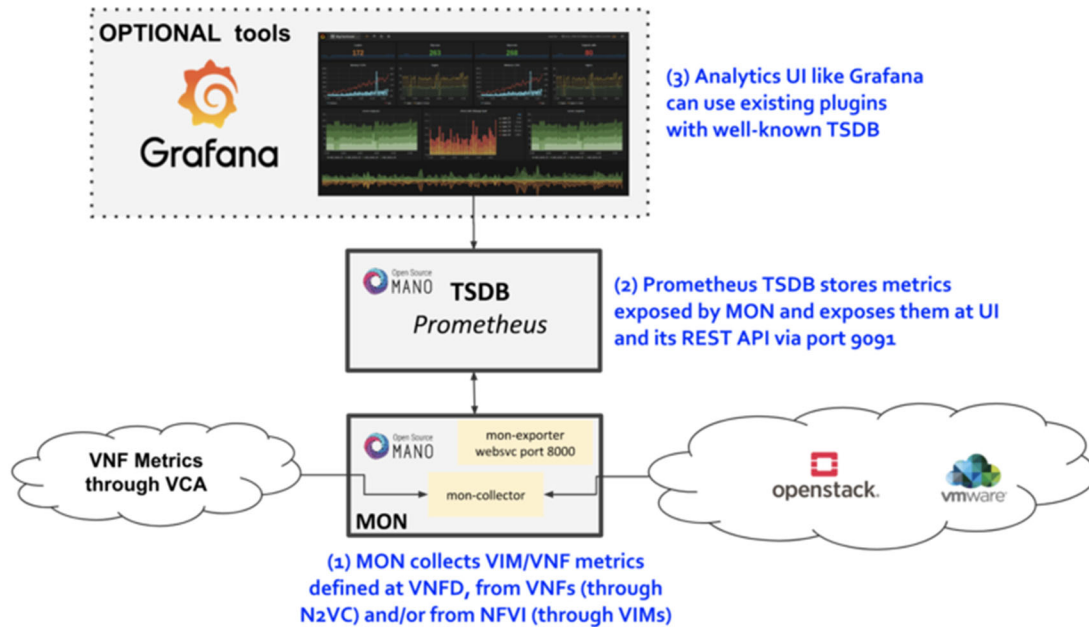 OPTIONAL tools
Grafana
172
263
268
80
(3) Analytics UI like Grafana
can use existing plugins
with well-known TSDB
Open Source
MANO
TSDB
Prometheus
(2) Prometheus TSDB stores metrics
exposed by MON and exposes them at UI
and its REST API via port 9091
VNF Metrics
through VCA
Open Source
MANO
mon-exporter
websvc port 8000
mon-collector
MON
openstack.
vmware
(1) MON collects VIM/VNF metrics
defined at VNFD, from VNFs (through
N2VC) and/or from NFVI (through VIMs)